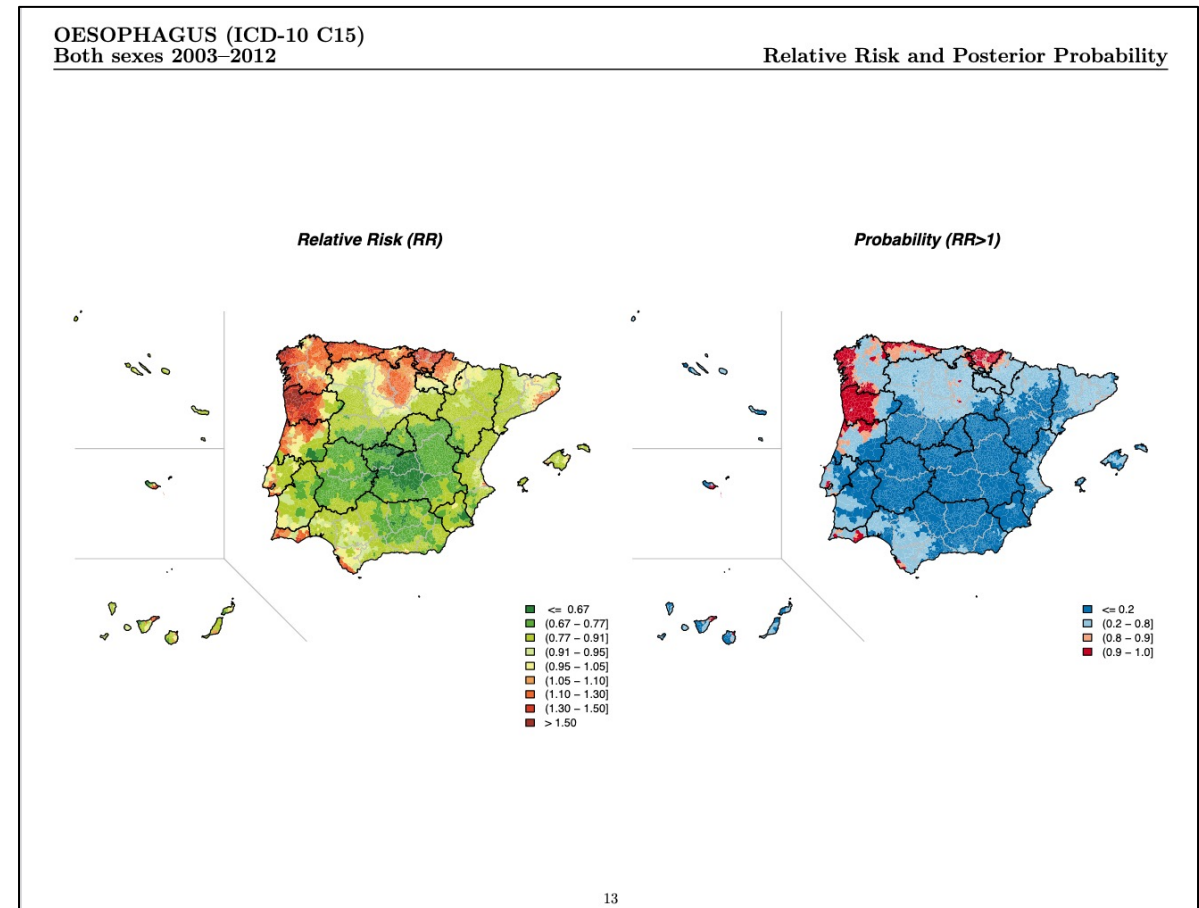 OESOPHAGUS (ICD-10 C15)
Both sexes 2003–2012
Relative Risk and Posterior Probability
Relative Risk (RR)
<= 0.67
(0.67 – 0.77]
(0.77 – 0.91]
(0.91 – 0.95]
(0.95 – 1.05]
(1.05 – 1.10]
(1.10 – 1.30]
(1.30 – 1.50]
> 1.50
Probability (RR>1)
<= 0.2
(0.2 – 0.8]
(0.8 – 0.9]
(0.9 – 1.0]
13